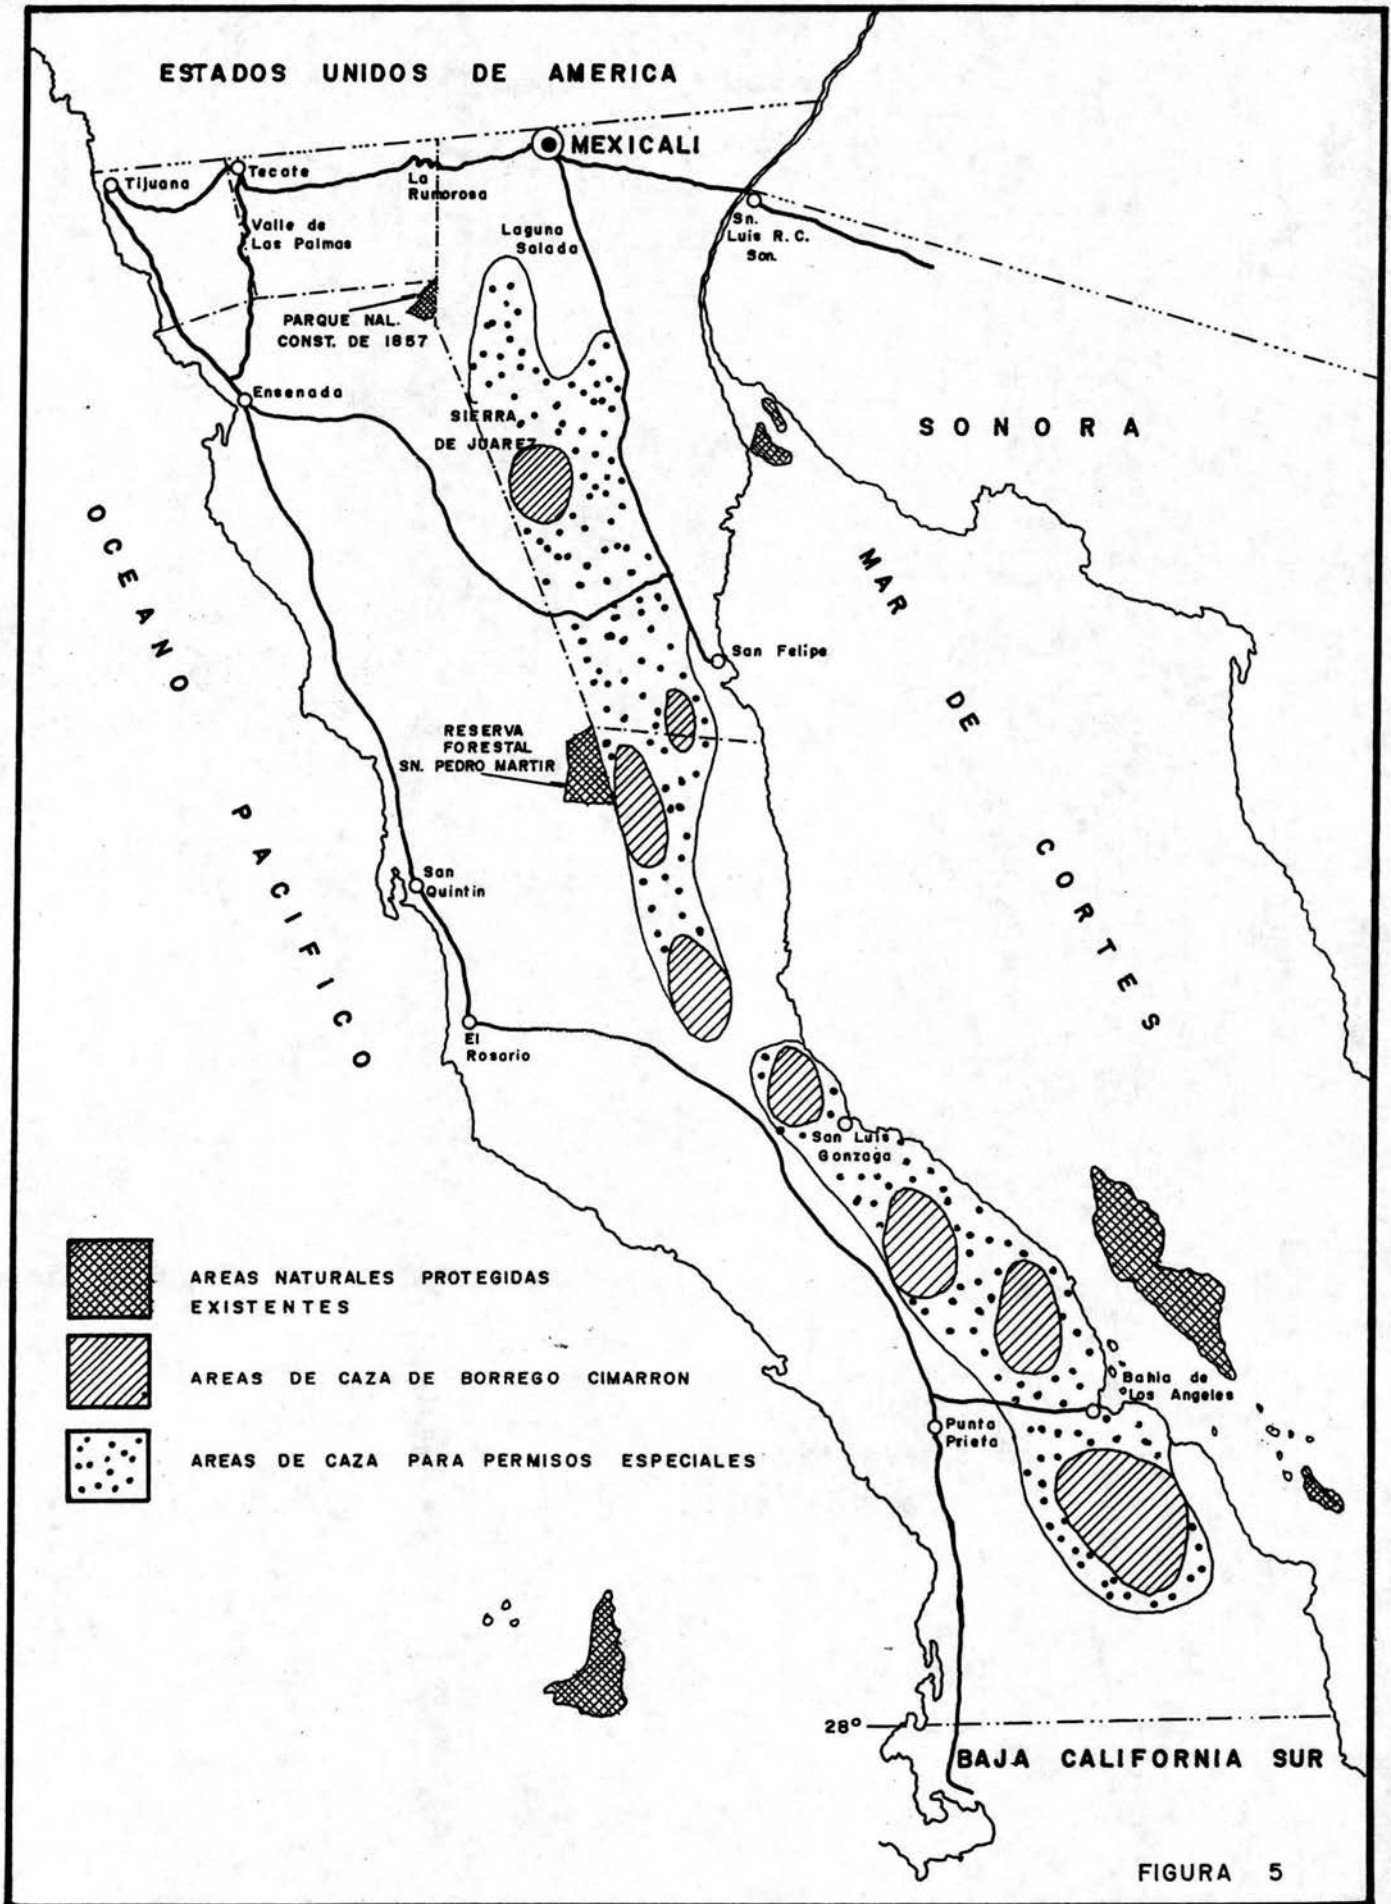 ESTADOS UNIDOS DE AMERICA
MEXICALI
Tijuana
Tecate
La
Rumorosa
Valle de
Las Palmas
Laguna
Salada
Sn.
Luis R. C.
Son.
PARQUE NAL.
CONST. DE 1857
Ensenada
SIERRA
DE JUAREZ
SONORA
OCEANO PACIFICO
MAR DE CORTES
San Felipe
RESERVA
FORESTAL
SN. PEDRO MARTIR
San
Quintin
El
Rosario
San Luis
Gonzaga
Bahia de
Los Angeles
Punta
Prieta
AREAS NATURALES PROTEGIDAS
EXISTENTES
AREAS DE CAZA DE BORREGO CIMARRON
AREAS DE CAZA PARA PERMISOS ESPECIALES
28°
BAJA CALIFORNIA SUR
FIGURA 5